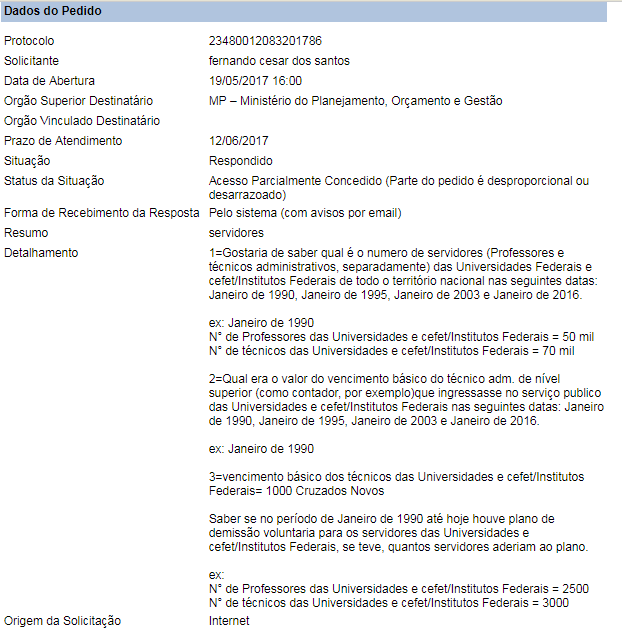 Dados do Pedido
Protocolo 23480012083201786
Solicitante fernando cesar dos santos
Data de Abertura 19/05/2017 16:00
Orgão Superior Destinatário MP – Ministério do Planejamento, Orçamento e Gestão
Orgão Vinculado Destinatário
Prazo de Atendimento 12/06/2017
Situação Respondido
Status da Situação Acesso Parcialmente Concedido (Parte do pedido é desproporcional ou
desarrazoado)
Forma de Recebimento da Resposta Pelo sistema (com avisos por email)
Resumo servidores
Detalhamento 1=Gostaria de saber qual é o numero de servidores (Professores e
técnicos administrativos, separadamente) das Universidades Federais e
cefet/Institutos Federais de todo o território nacional nas seguintes datas:
Janeiro de 1990, Janeiro de 1995, Janeiro de 2003 e Janeiro de 2016.
ex: Janeiro de 1990
N° de Professores das Universidades e cefet/Institutos Federais = 50 mil
N° de técnicos das Universidades e cefet/Institutos Federais = 70 mil
2=Qual era o valor do vencimento básico do técnico adm. de nível
superior (como contador, por exemplo)que ingressasse no serviço publico
das Universidades e cefet/Institutos Federais nas seguintes datas: Janeiro
de 1990, Janeiro de 1995, Janeiro de 2003 e Janeiro de 2016.
ex: Janeiro de 1990
3=vencimento básico dos técnicos das Universidades e cefet/Institutos
Federais= 1000 Cruzados Novos
Saber se no período de Janeiro de 1990 até hoje houve plano de
demissão voluntaria para os servidores das Universidades e
cefet/Institutos Federais, se teve, quantos servidores aderiam ao plano.
ex:
N° de Professores das Universidades e cefet/Institutos Federais = 2500
N° de técnicos das Universidades e cefet/Institutos Federais = 3000
Origem da Solicitação Internet